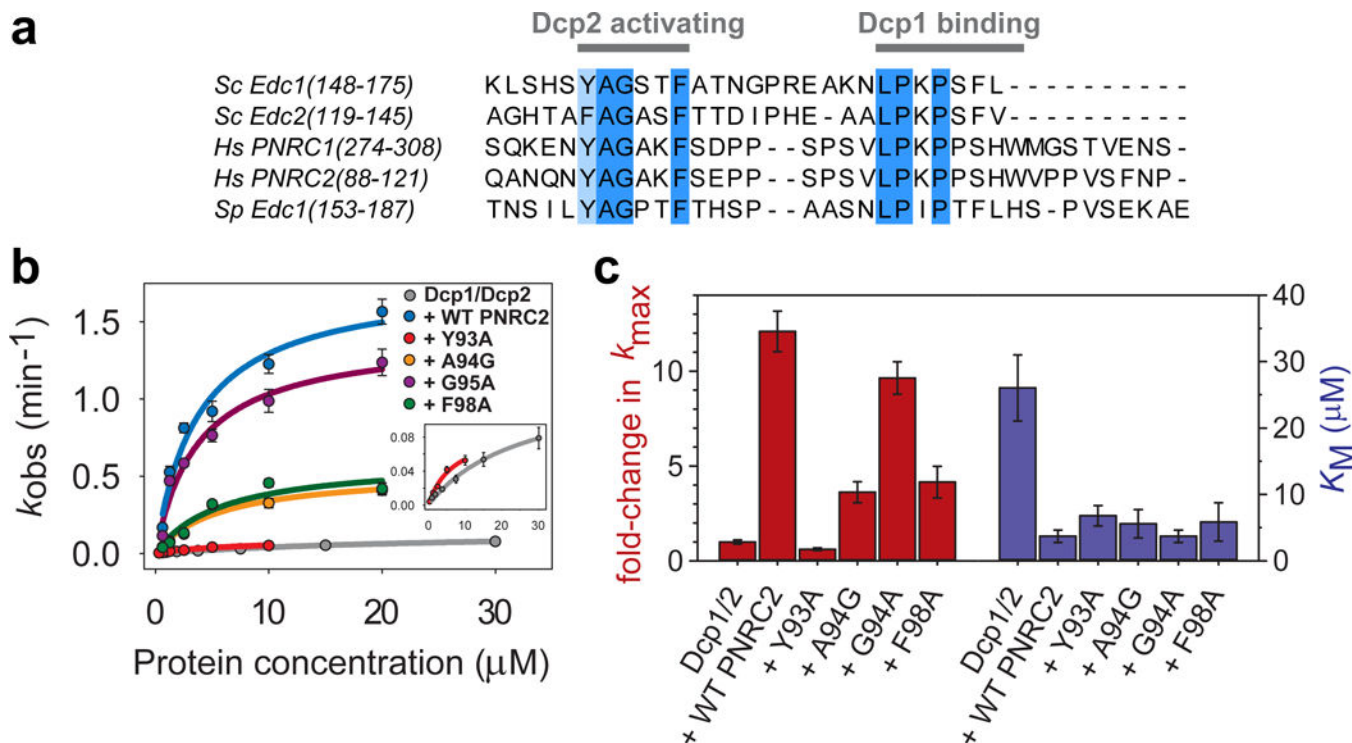 a
Dcp2 activating Dcp1 binding
Sc Edc1(148-175) KLSHSYAGSTFATNGPREAKNLPKPSFL----------
Sc Edc2(119-145) AGHTAFAGASFTTDIPHE-AALPKPSFV----------
Hs PNRC1(274-308) SQKENYAGAKFSDPP--SPSVLPKPPSHWMGSTVENS-
Hs PNRC2(88-121) QANQNYAGAKFSEPP--SPSVLPKPPSHWVPPVSFNP-
Sp Edc1(153-187) TNSILYAGPTFTHSP--AASNLPIPTFLHS-PVSEKAE
b
kobs (min-1)
1.5
1.0
0.5
0.0
0 10 20 30
Protein concentration (μM)
Dcp1/Dcp2
+ WT PNRC2
+ Y93A
+ A94G
+ G95A
+ F98A
0.08
0.04
0.00
0 10 20 30
c
fold-change in kmax
10
5
0
40
30
20
10
0
KM (μM)
Dcp1/2
+ WT PNRC2
+ Y93A
+ A94G
+ G94A
+ F98A
Dcp1/2
+ WT PNRC2
+ Y93A
+ A94G
+ G94A
+ F98A